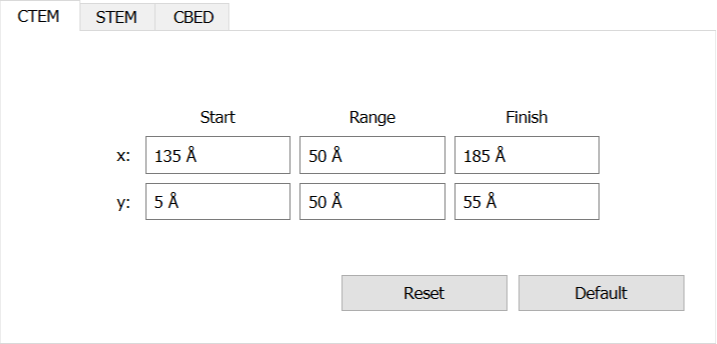 CTEM STEM CBED
Start Range Finish
x: 135 Å 50 Å 185 Å
y: 5 Å 50 Å 55 Å
Reset Default